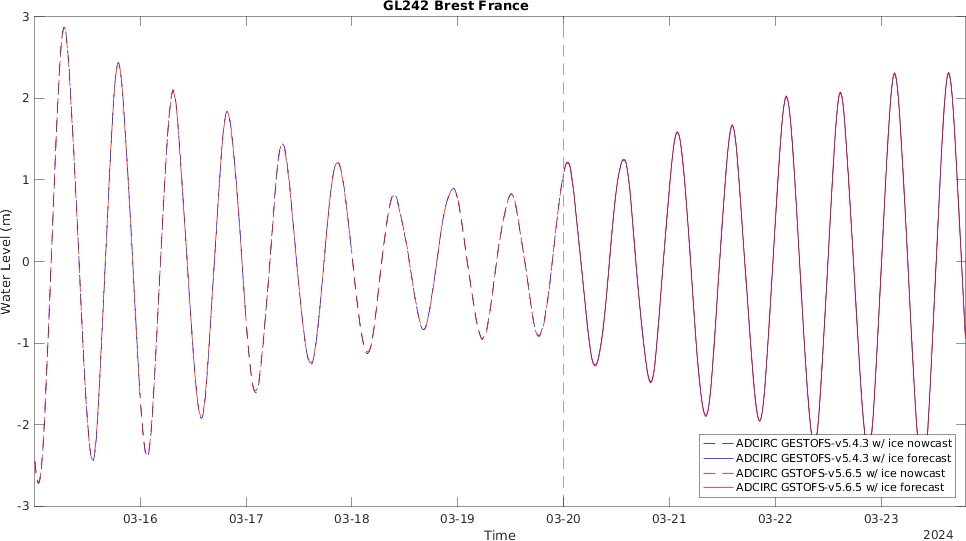 GL242 Brest France
3
2
1
0
-1
-2
-3
Water Level (m)
ADCIRC GESTOFS-v5.4.3 w/ ice nowcast
ADCIRC GESTOFS-v5.4.3 w/ ice forecast
ADCIRC GSTOFS-v5.6.5 w/ ice nowcast
ADCIRC GSTOFS-v5.6.5 w/ ice forecast
03-16 03-17 03-18 03-19 03-20 03-21 03-22 03-23
Time
2024